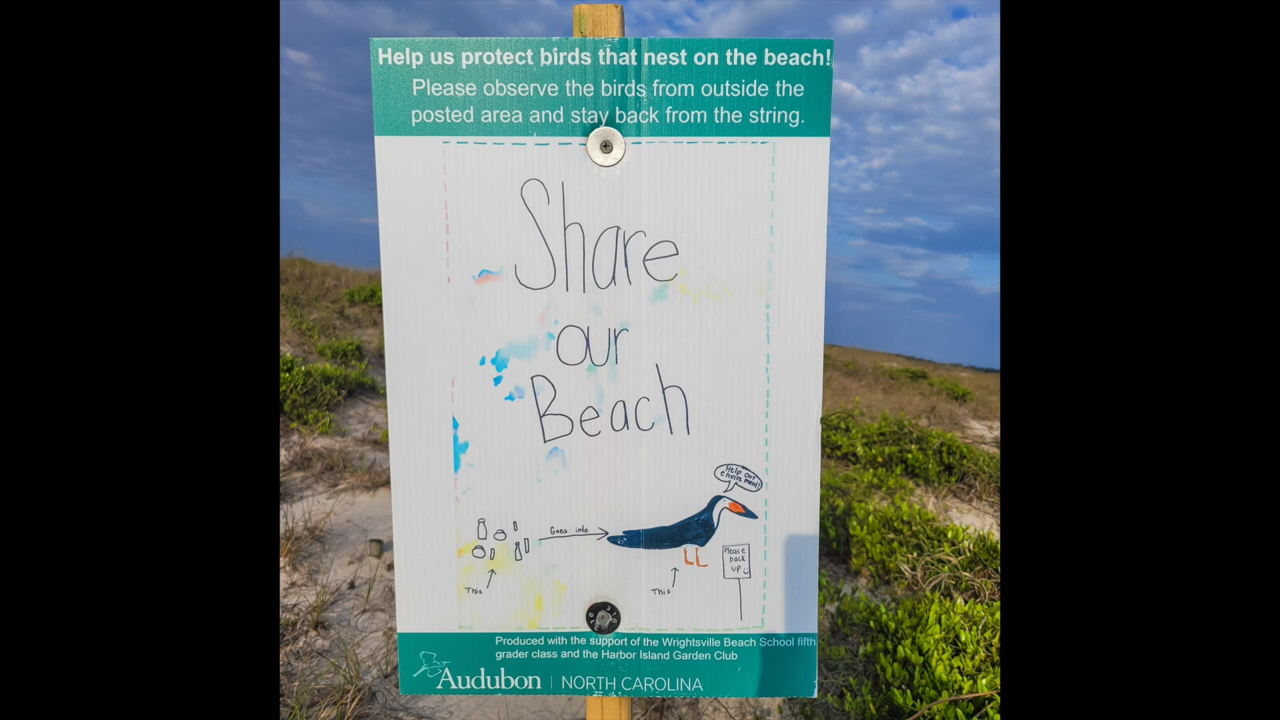 Help us protect birds that nest on the beach!
Please observe the birds from outside the
posted area and stay back from the string.
Share
our
Beach
Help our
envirement!
Goes into
Please
back
up
This
This
Produced with the support of the Wrightsville Beach School fifth
grader class and the Harbor Island Garden Club
Audubon | NORTH CAROLINA